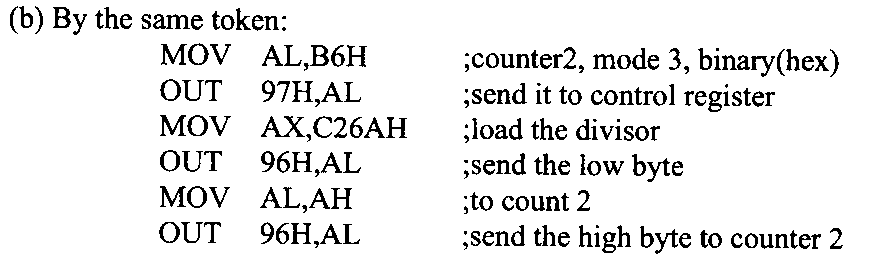 (b) By the same token:
MOV AL,B6H ;counter2, mode 3, binary(hex)
OUT 97H,AL ;send it to control register
MOV AX,C26AH ;load the divisor
OUT 96H,AL ;send the low byte
MOV AL,AH ;to count 2
OUT 96H,AL ;send the high byte to counter 2